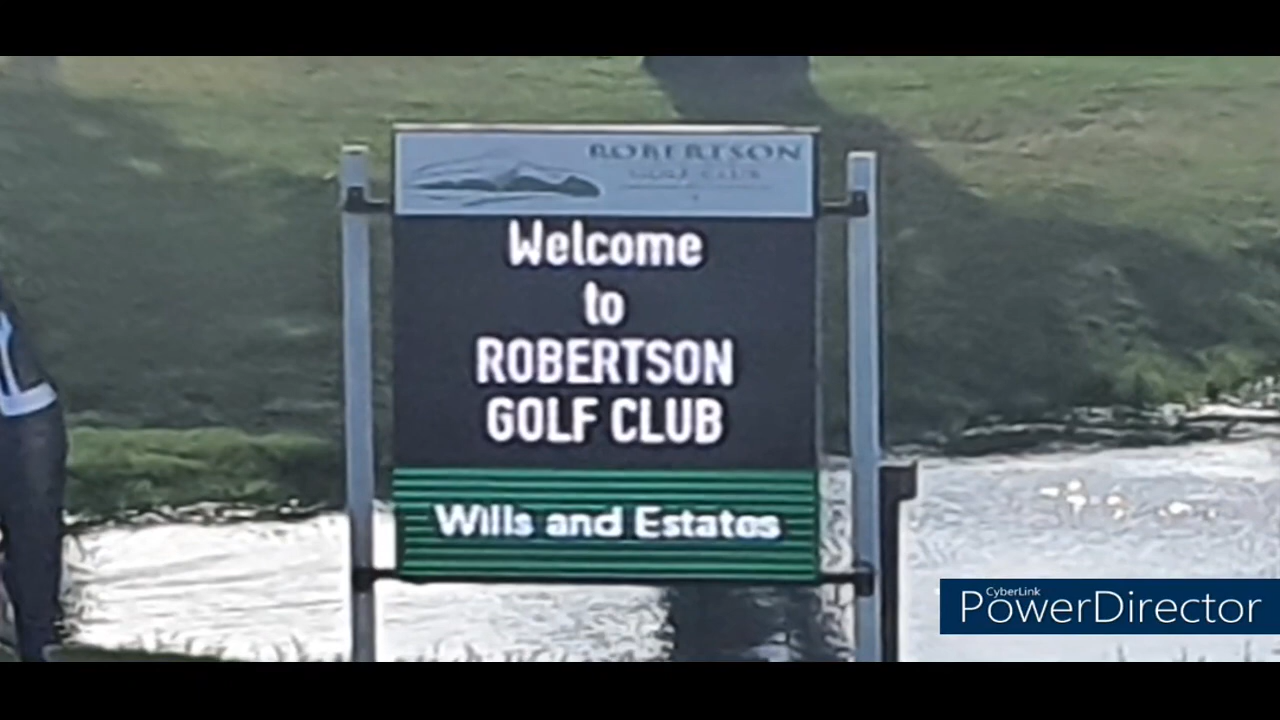 ROBERTSON
GOLF CLUB
Welcome
to
ROBERTSON
GOLF CLUB
Wills and Estates
CyberLink
PowerDirector